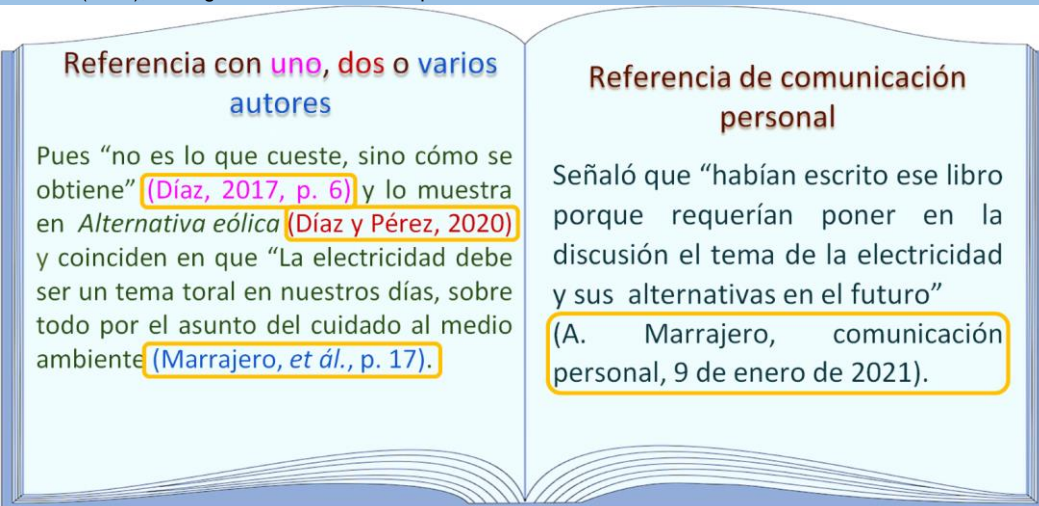 Referencia con uno, dos o varios
autores
Pues “no es lo que cueste, sino cómo se
obtiene” (Díaz, 2017, p. 6) y lo muestra
en Alternativa eólica (Díaz y Pérez, 2020)
y coinciden en que “La electricidad debe
ser un tema toral en nuestros días, sobre
todo por el asunto del cuidado al medio
ambiente (Marrajero, et ál., p. 17).
Referencia de comunicación
personal
Señaló que “habían escrito ese libro
porque requerían poner en la
discusión el tema de la electricidad
y sus alternativas en el futuro”
(A. Marrajero, comunicación
personal, 9 de enero de 2021).